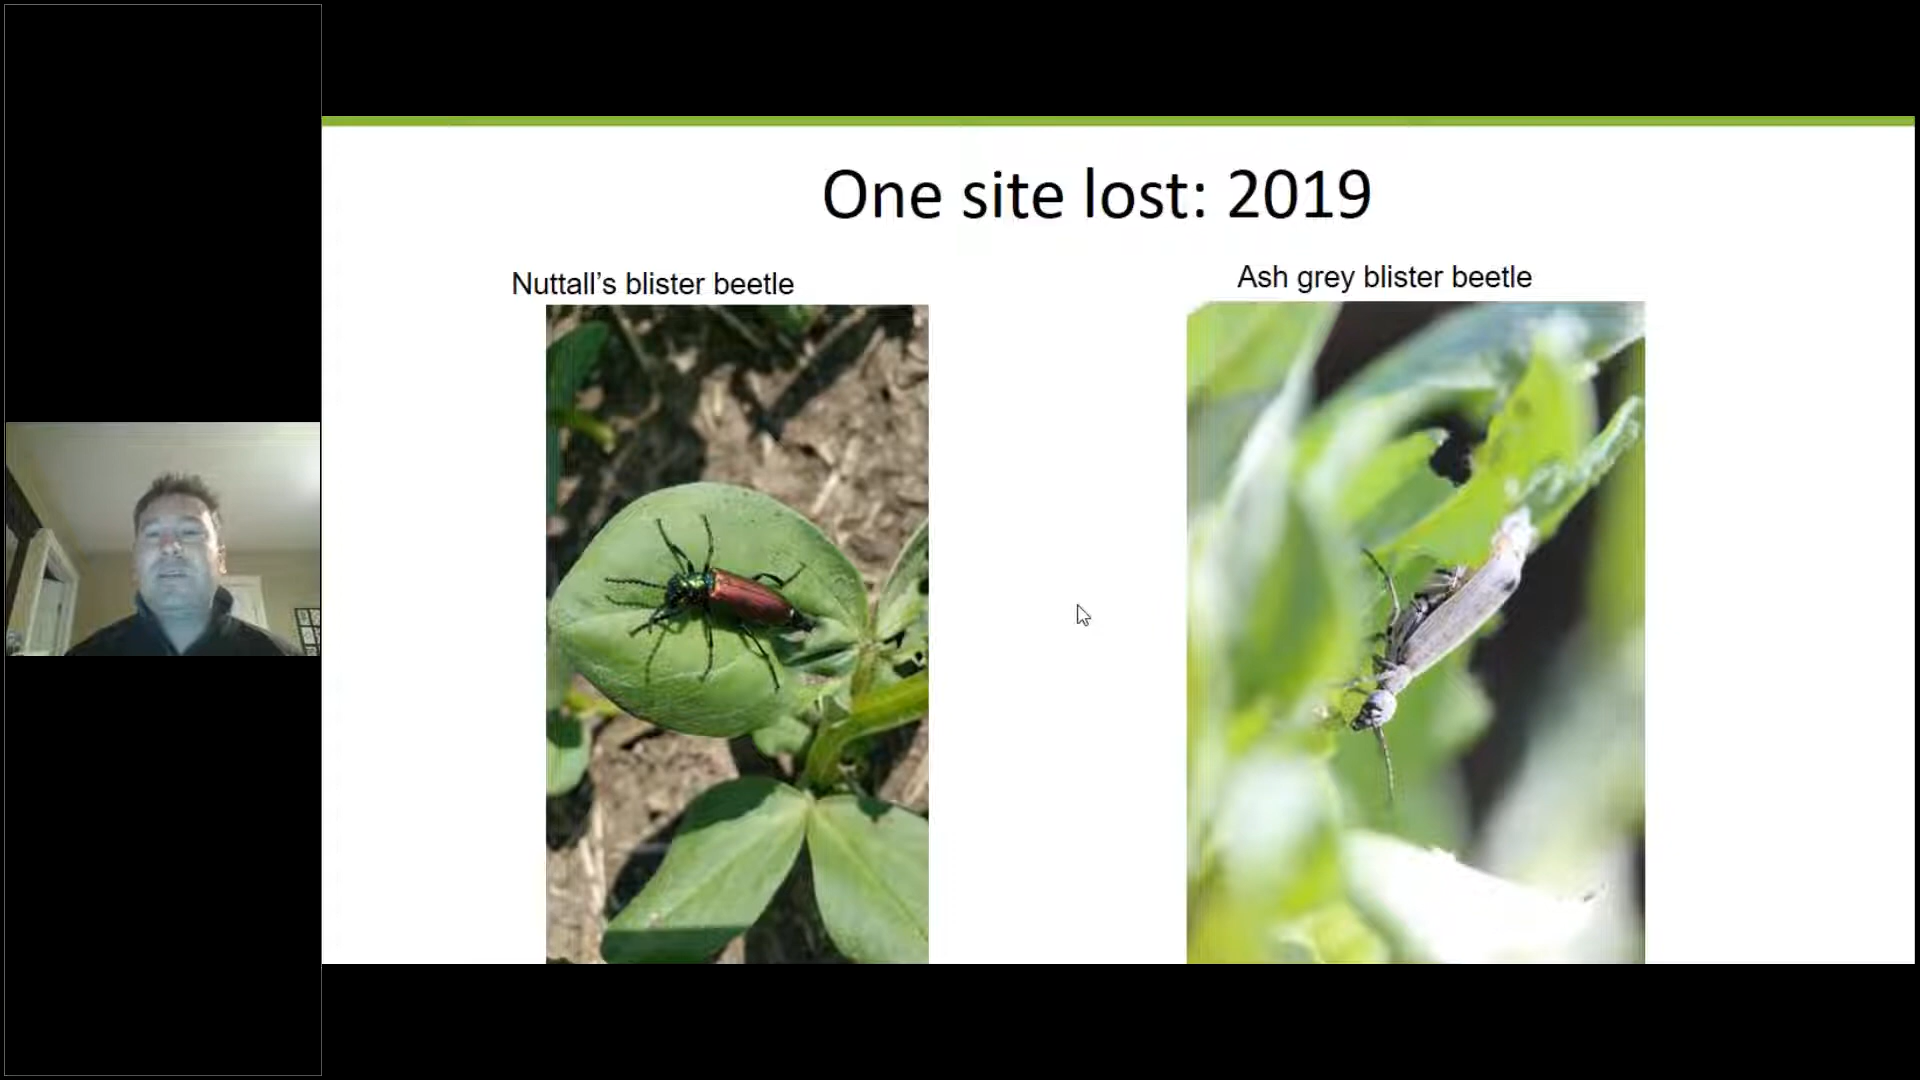 One site lost: 2019
Nuttall’s blister beetle
Ash grey blister beetle